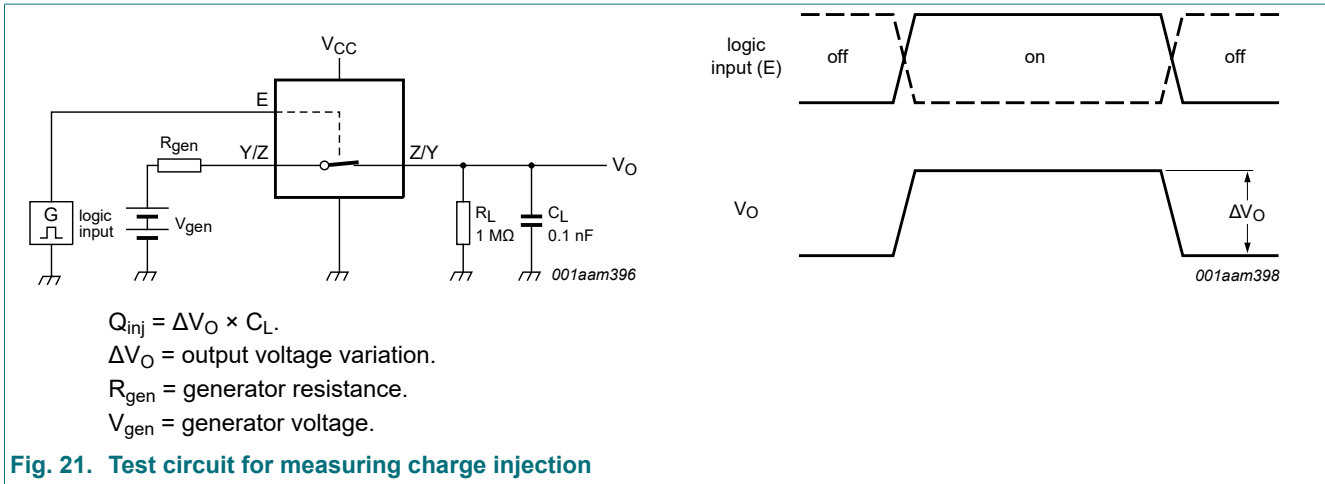 V_CC
E
R_gen
Y/Z
Z/Y
V_O
G
logic
input
V_gen
R_L
1 MΩ
C_L
0.1 nF
001aam396
logic
input (E)
off
on
off
V_O
ΔV_O
001aam398
Q_inj = ΔV_O × C_L.
ΔV_O = output voltage variation.
R_gen = generator resistance.
V_gen = generator voltage.
Fig. 21. Test circuit for measuring charge injection